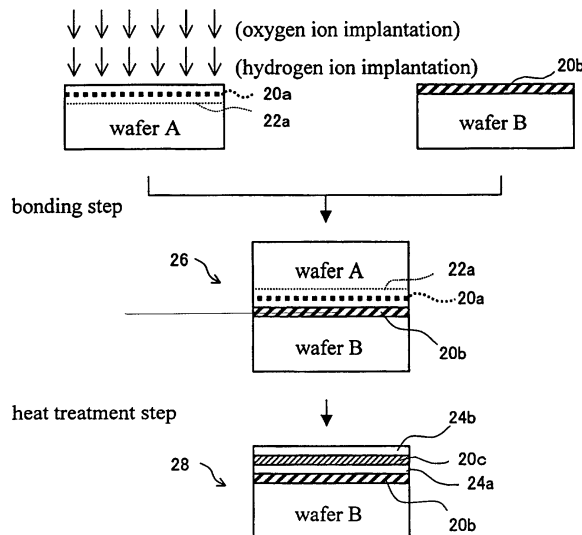 (oxygen ion implantation)
(hydrogen ion implantation)
20b
20a
22a
wafer A
wafer B
bonding step
26
wafer A
22a
20a
20b
wafer B
heat treatment step
24b
28
20c
24a
20b
wafer B